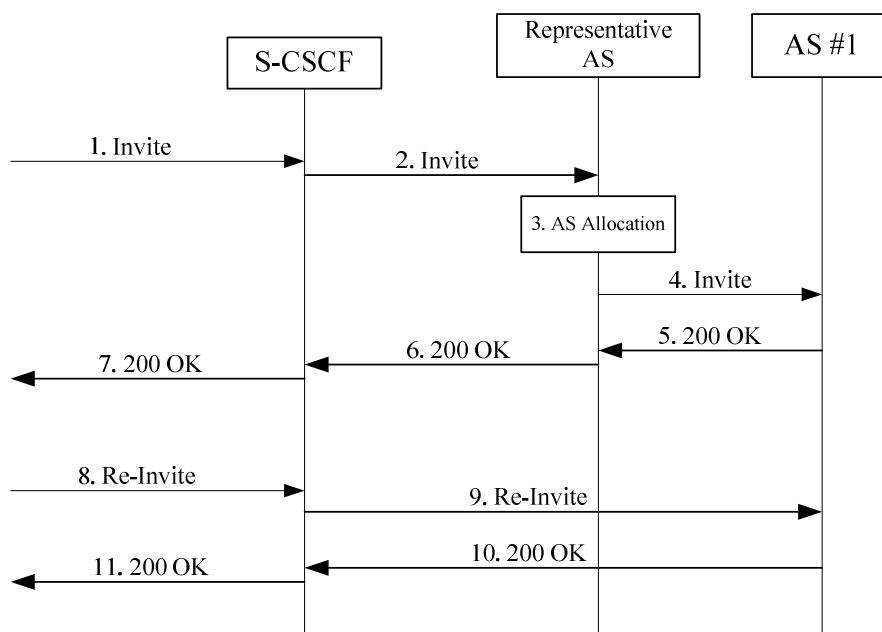 S-CSCF
Representative
AS
AS #1
1. Invite
2. Invite
3. AS Allocation
4. Invite
5. 200 OK
6. 200 OK
7. 200 OK
8. Re-Invite
9. Re-Invite
10. 200 OK
11. 200 OK